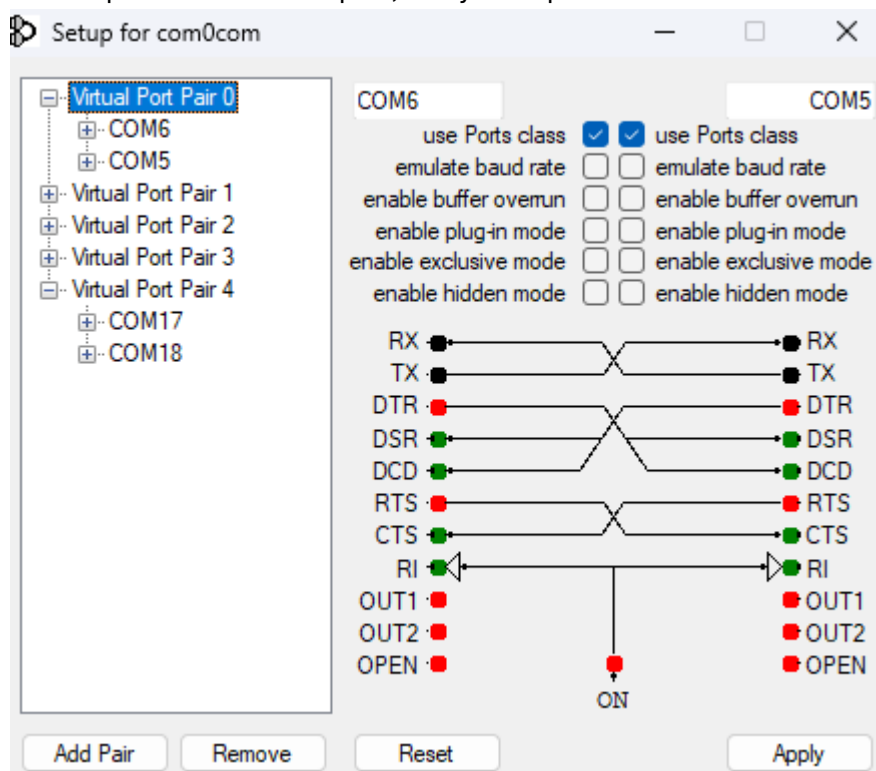 Setup for com0com
Virtual Port Pair 0
COM6
COM5
Virtual Port Pair 1
Virtual Port Pair 2
Virtual Port Pair 3
Virtual Port Pair 4
COM17
COM18
COM6 COM5
use Ports class use Ports class
emulate baud rate emulate baud rate
enable buffer overrun enable buffer overrun
enable plug-in mode enable plug-in mode
enable exclusive mode enable exclusive mode
enable hidden mode enable hidden mode
RX RX
TX TX
DTR DTR
DSR DSR
DCD DCD
RTS RTS
CTS CTS
RI RI
OUT1 OUT1
OUT2 OUT2
OPEN OPEN
ON
Add Pair Remove Reset Apply